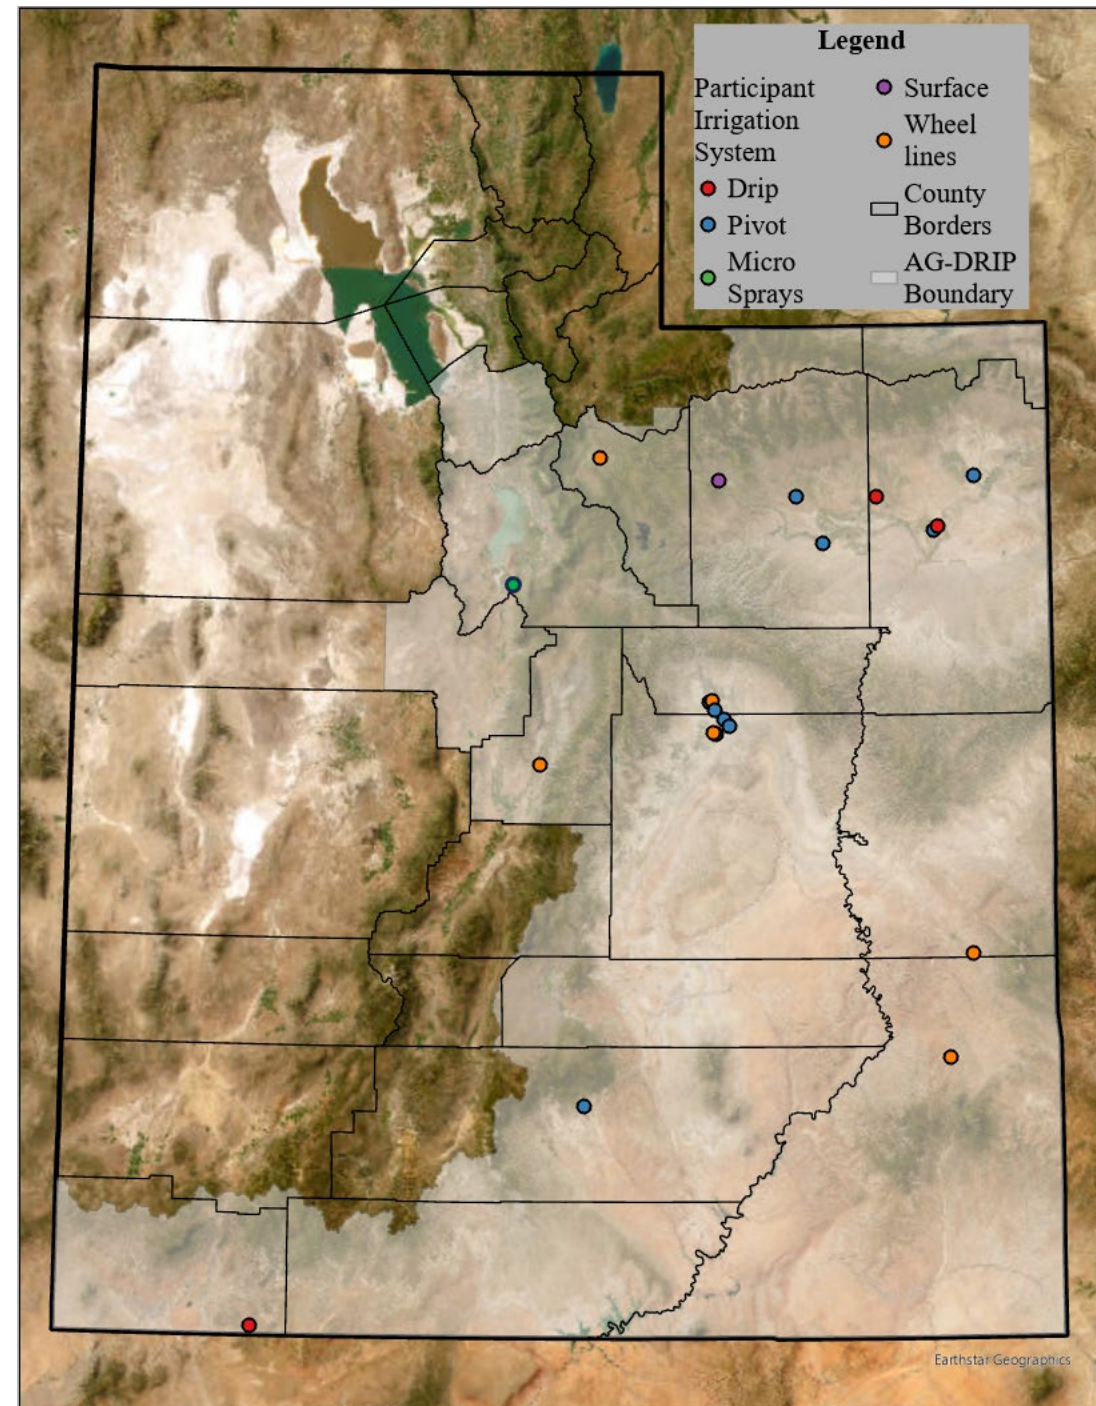 Legend
Participant
Irrigation
System
Drip
Pivot
Micro
Sprays
Surface
Wheel
lines
County
Borders
AG-DRIP
Boundary
Earthstar Geographics